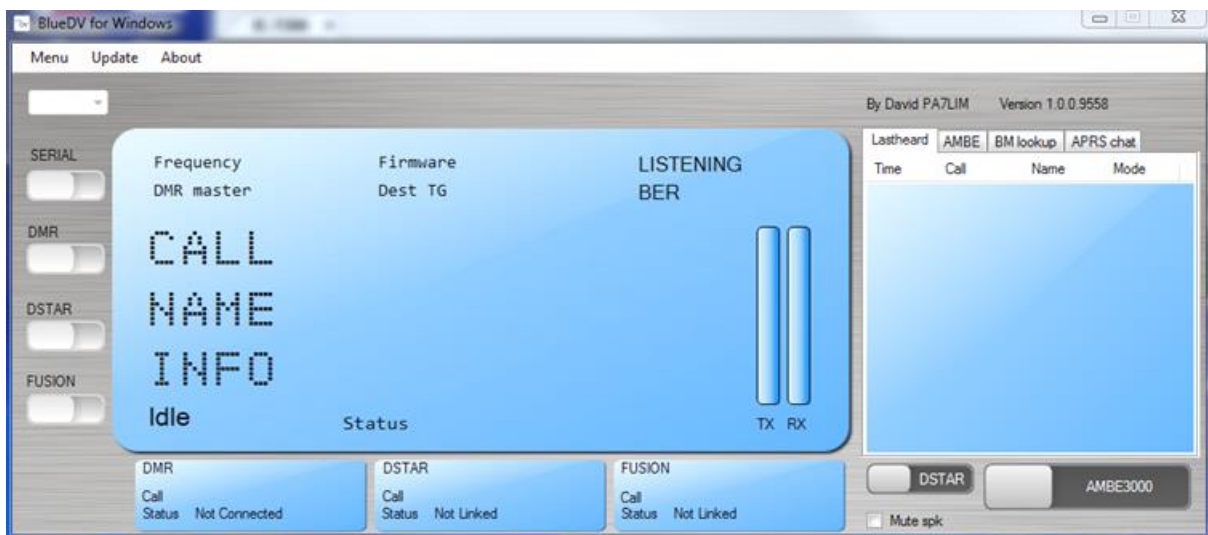 BlueDV for Windows
Menu Update About
By David PA7LIM Version 1.0.0.9558
SERIAL
DMR
DSTAR
FUSION
Frequency Firmware LISTENING
DMR master Dest TG BER
CALL
NAME
INFO
Idle Status TX RX
Lastheard AMBE BM lookup APRS chat
Time Call Name Mode
DMR
Call
Status Not Connected
DSTAR
Call
Status Not Linked
FUSION
Call
Status Not Linked
DSTAR AMBE3000
Mute spk